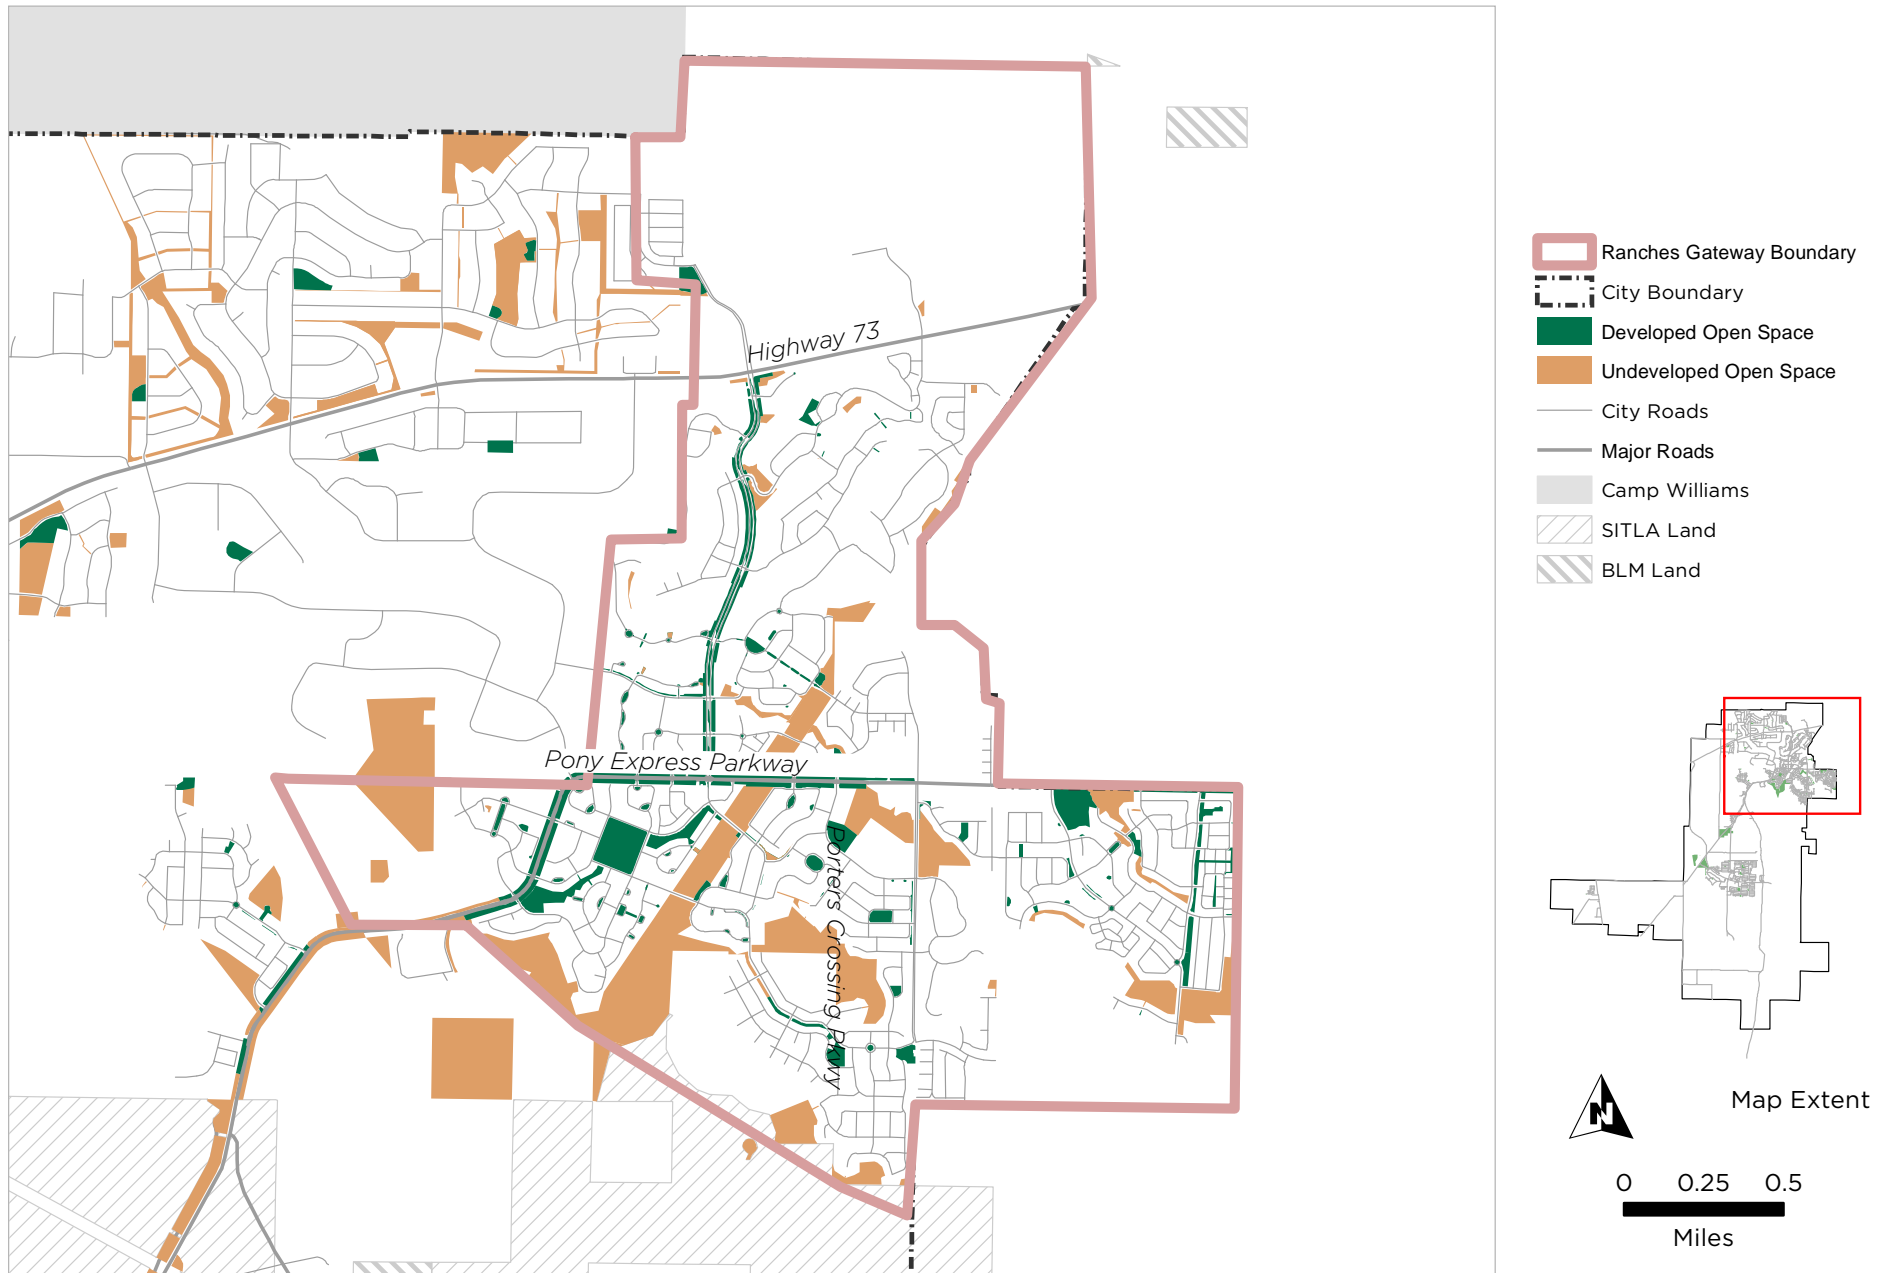 Highway 73
Pony Express Parkway
Porters Crossing Pkwy
Ranches Gateway Boundary
City Boundary
Developed Open Space
Undeveloped Open Space
City Roads
Major Roads
Camp Williams
SITLA Land
BLM Land
N
Map Extent
0 0.25 0.5
Miles